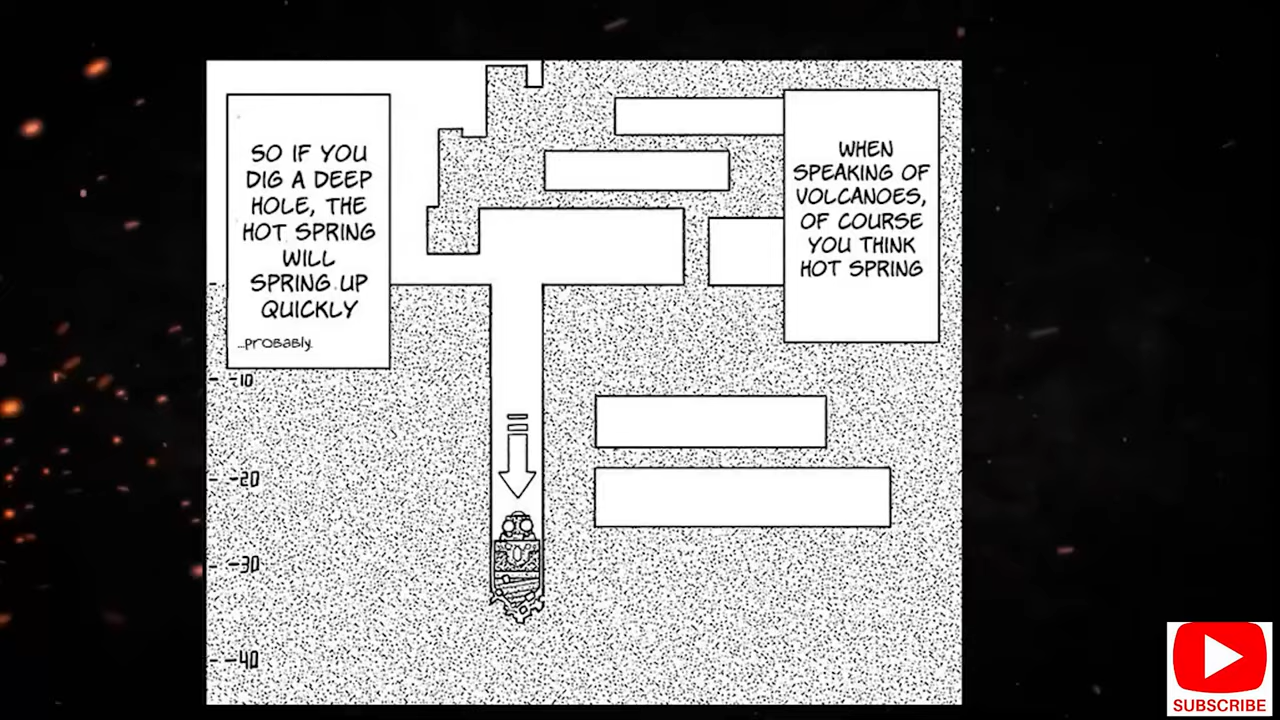 WHEN
SPEAKING OF
VOLCANOES,
OF COURSE
YOU THINK
HOT SPRING
SO IF YOU
DIG A DEEP
HOLE, THE
HOT SPRING
WILL
SPRING UP
QUICKLY
...PROBABLY.
-10
-20
-30
-40
SUBSCRIBE